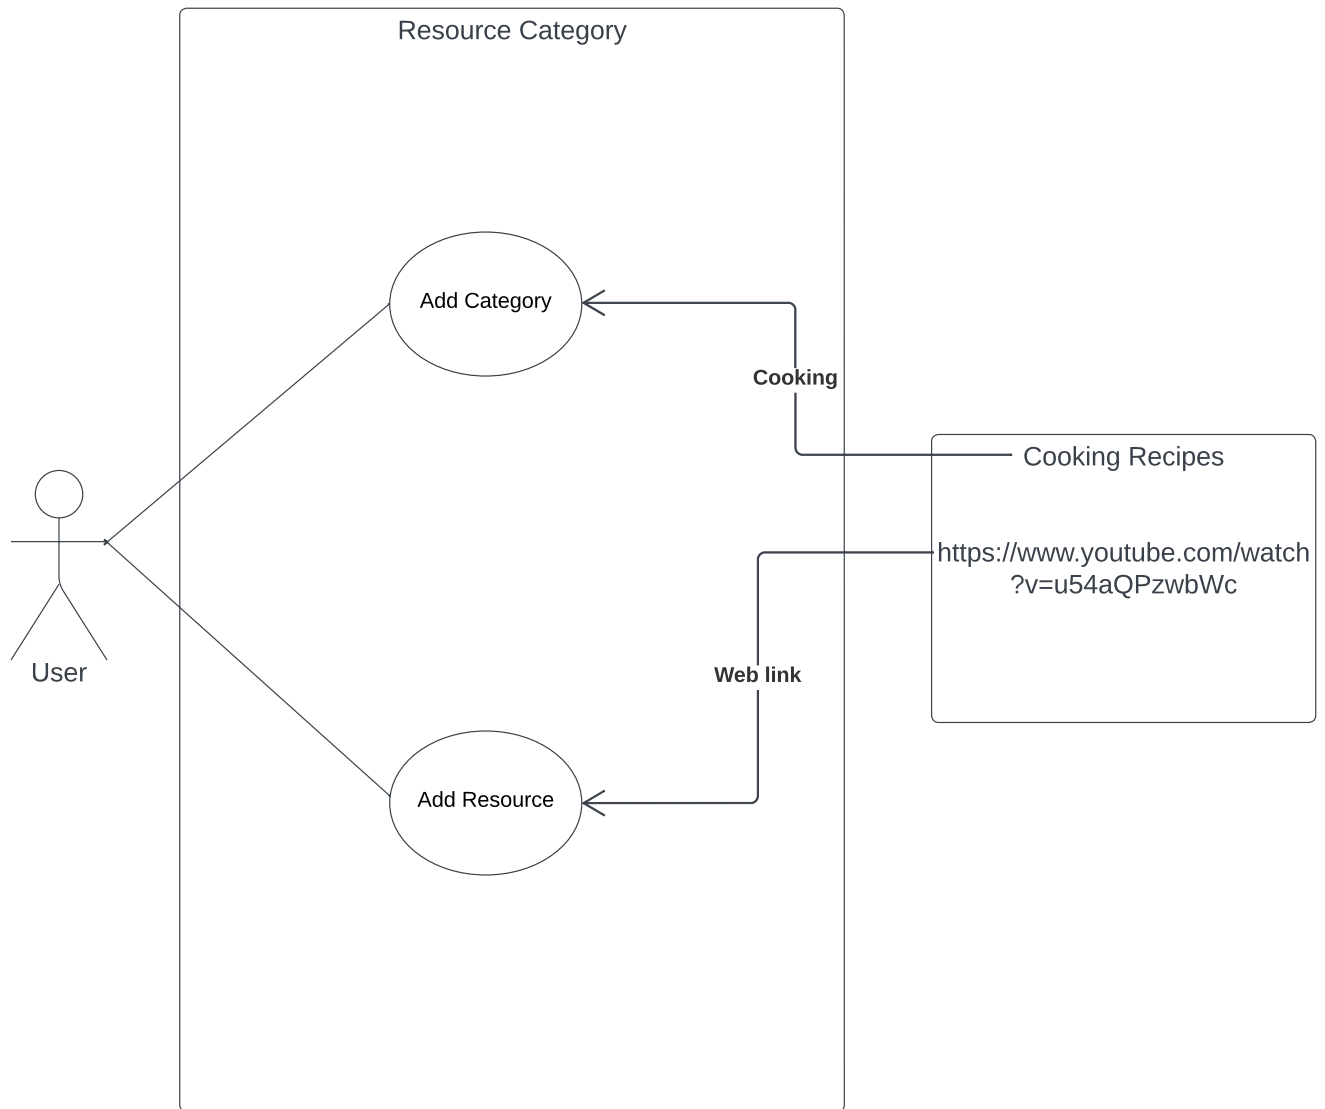 Resource Category
Add Category
Cooking
Cooking Recipes
https://www.youtube.com/watch
?v=u54aQPzwbWc
User
Web link
Add Resource